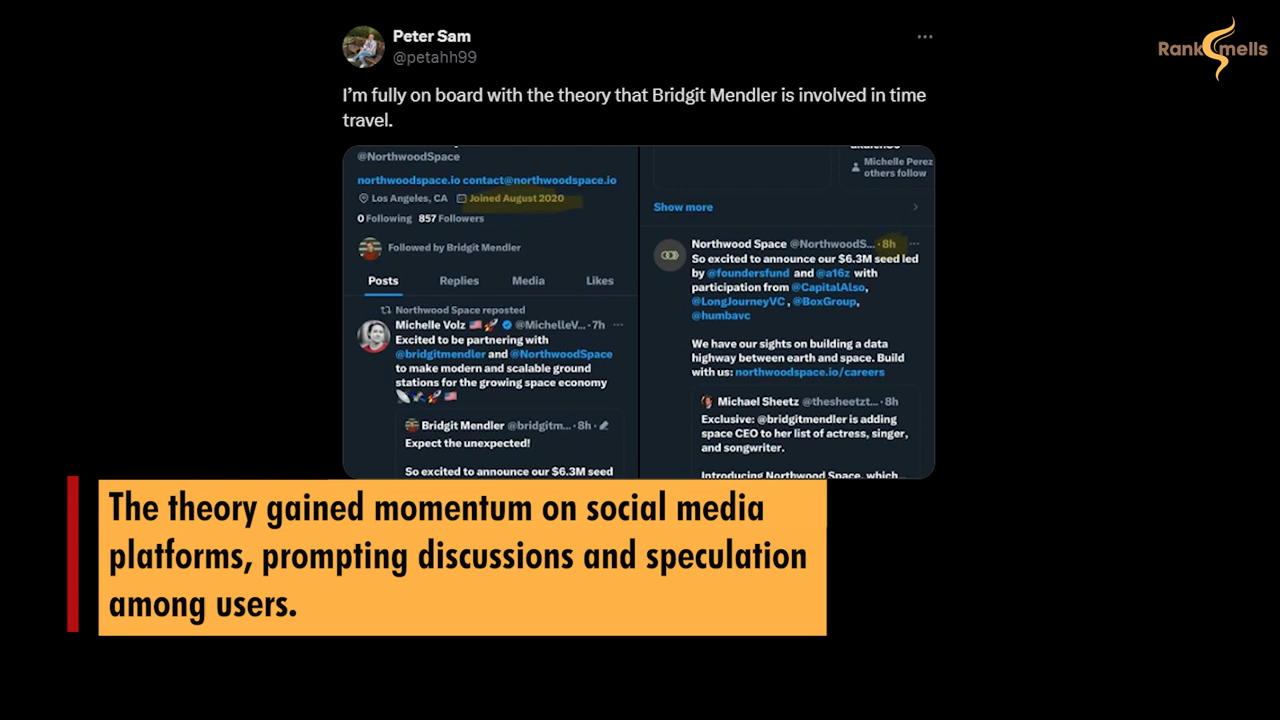 Peter Sam
@petahh99
RankSmells
I'm fully on board with the theory that Bridgit Mendler is involved in time
travel.
@NorthwoodSpace
northwoodspace.io contact@northwoodspace.io
Los Angeles, CA Joined August 2020
0 Following 857 Followers
Followed by Bridgit Mendler
Posts Replies Media Likes
Northwood Space reposted
Michelle Volz 🇺🇸🚀 @MichelleV... · 7h
Excited to be partnering with
@bridgitmendler and @NorthwoodSpace
to make modern and scalable ground
stations for the growing space economy
📡🛰️🚀🇺🇸
Bridgit Mendler @bridgitm... · 8h ·
Expect the unexpected!
So excited to announce our $6.3M seed
Michelle Perez
others follow
Show more
Northwood Space @NorthwoodS... · 8h
So excited to announce our $6.3M seed led
by @foundersfund and @a16z with
participation from @CapitalAlso,
@LongJourneyVC , @BoxGroup,
@humbavc
We have our sights on building a data
highway between earth and space. Build
with us: northwoodspace.io/careers
Michael Sheetz @thesheetzt... · 8h
Exclusive: @bridgitmendler is adding
space CEO to her list of actress, singer,
and songwriter.
Introducing Northwood Space, which
The theory gained momentum on social media
platforms, prompting discussions and speculation
among users.